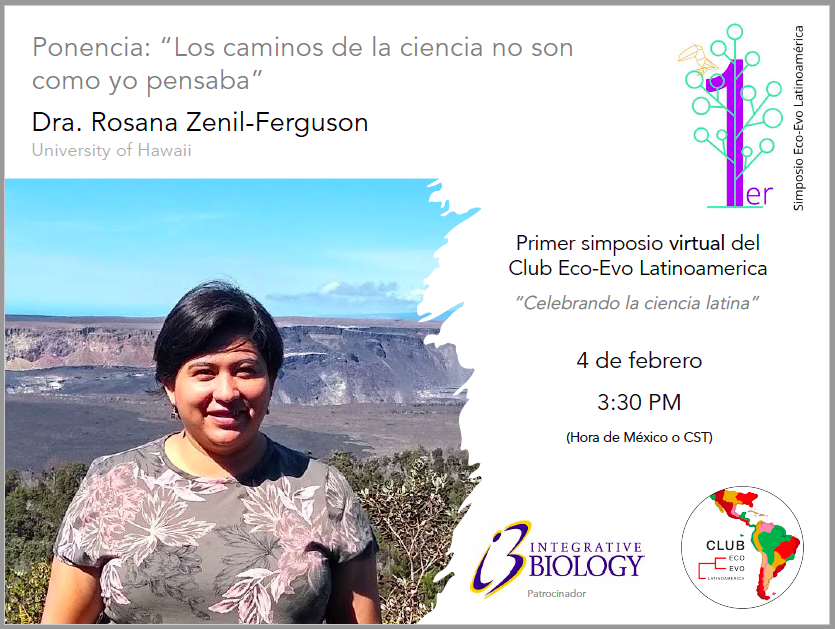 Ponencia: “Los caminos de la ciencia no son
como yo pensaba”
Dra. Rosana Zenil-Ferguson
University of Hawaii
1er
Simposio Eco-Evo Latinoamérica
Primer simposio virtual del
Club Eco-Evo Latinoamerica
“Celebrando la ciencia latina”
4 de febrero
3:30 PM
(Hora de México o CST)
iB INTEGRATIVE
BIOLOGY
Patrocinador
CLUB
ECO
EVO
LATINOAMERICA